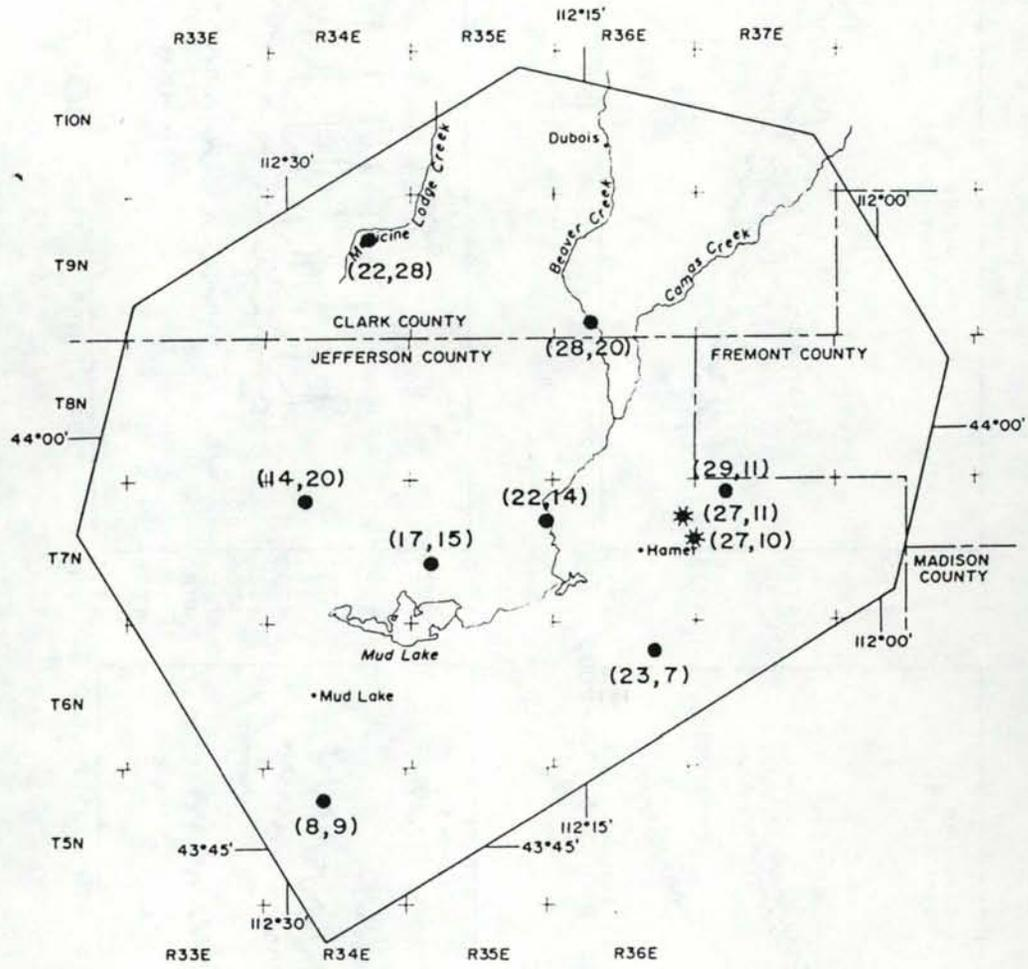 112°15'
R33E R34E R35E R36E R37E
T10N
Dubois
112°30'
Medicine Lodge Creek
112°00'
Beaver Creek
Camas Creek
T9N
(22,28)
CLARK COUNTY
(28,20)
JEFFERSON COUNTY
FREMONT COUNTY
T8N
44°00'
44°00'
(14,20)
(29,11)
(22,14)
(27,11)
(17,15)
(27,10)
Hamer
T7N
MADISON
COUNTY
112°00'
Mud Lake
(23,7)
Mud Lake
T6N
(8,9)
112°15'
T5N
43°45'
43°45'
112°30'
R33E R34E R35E R36E